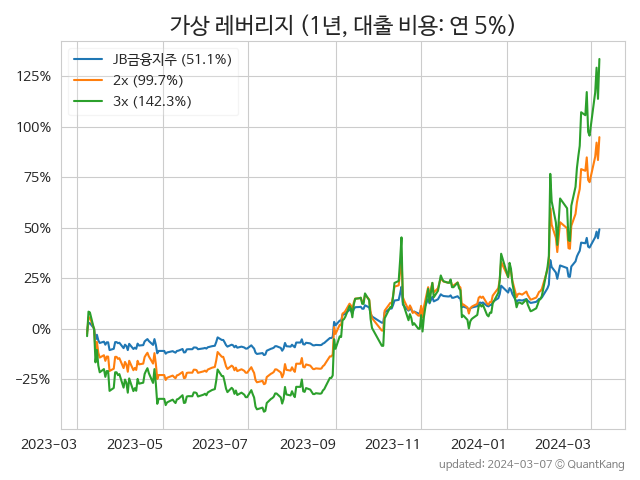 가상 레버리지 (1년, 대출 비용: 연 5%)
JB금융지주 (51.1%)
2x (99.7%)
3x (142.3%)
125%
100%
75%
50%
25%
0%
−25%
2023-03 2023-05 2023-07 2023-09 2023-11 2024-01 2024-03
updated: 2024-03-07 © QuantKang